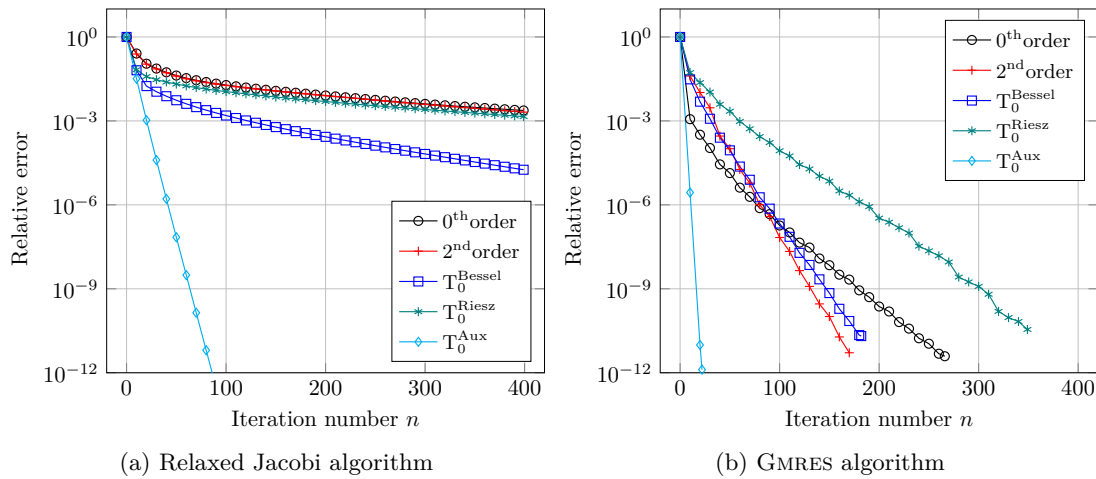 10^0
10^−3
10^−6
10^−9
10^−12
0
100
200
300
400
Relative error
Iteration number n
0^th order
2^nd order
T_0^Bessel
T_0^Riesz
T_0^Aux
(a) Relaxed Jacobi algorithm
10^0
10^−3
10^−6
10^−9
10^−12
0
100
200
300
400
Relative error
Iteration number n
0^th order
2^nd order
T_0^Bessel
T_0^Riesz
T_0^Aux
(b) GMRES algorithm